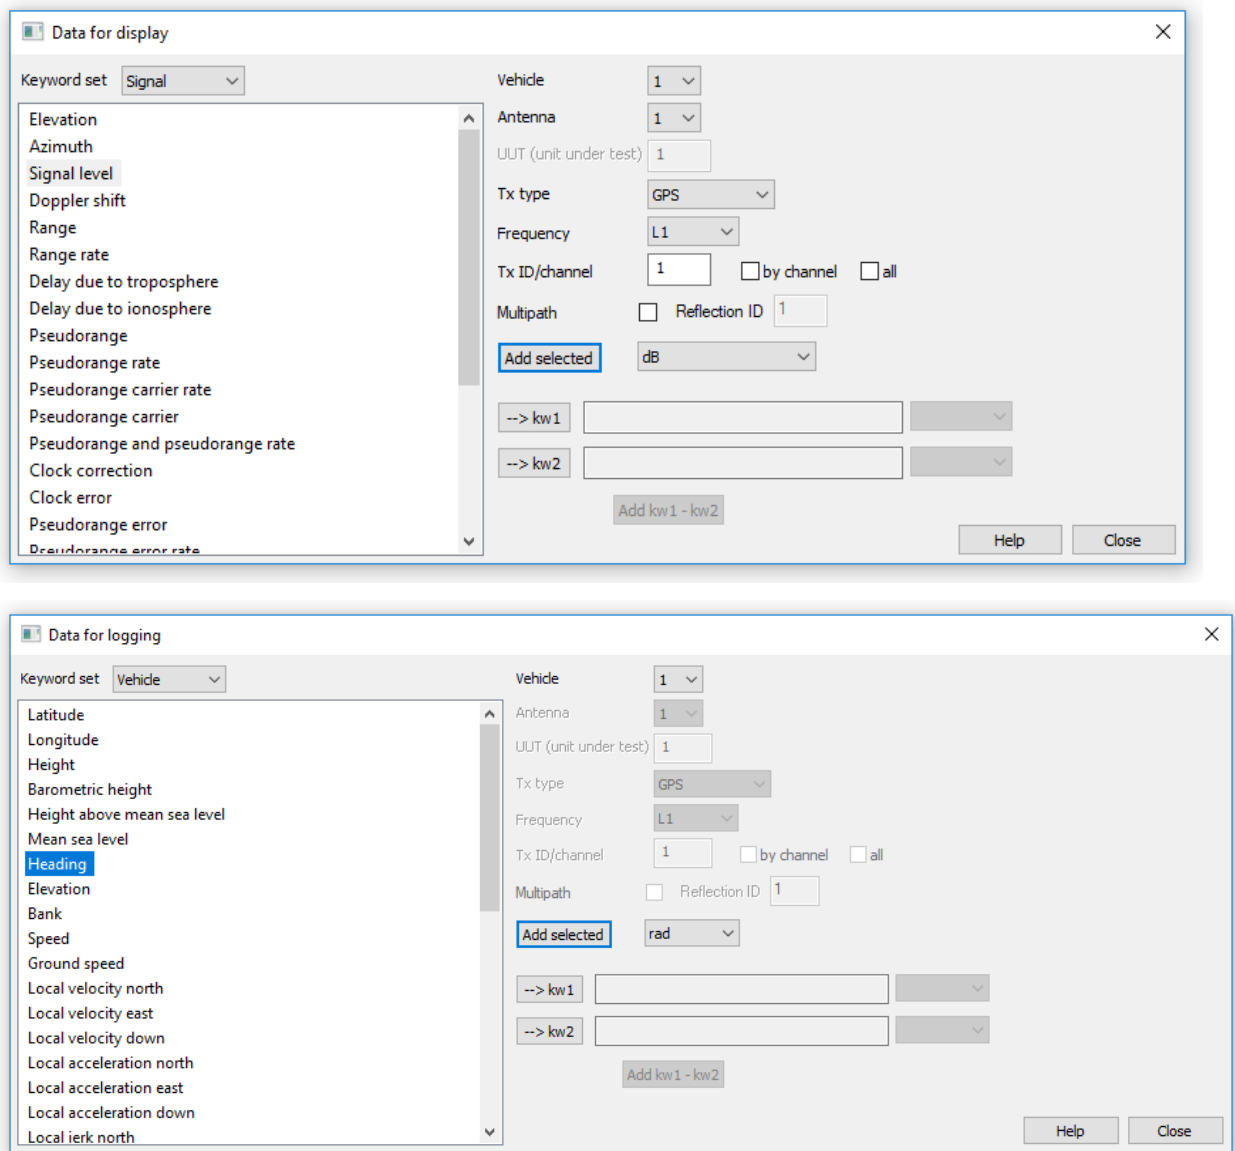 Data for display
Keyword set Signal
Elevation
Azimuth
Signal level
Doppler shift
Range
Range rate
Delay due to troposphere
Delay due to ionosphere
Pseudorange
Pseudorange rate
Pseudorange carrier rate
Pseudorange carrier
Pseudorange and pseudorange rate
Clock correction
Clock error
Pseudorange error
Pseudorange error rate
Vehicle 1
Antenna 1
UUT (unit under test) 1
Tx type GPS
Frequency L1
Tx ID/channel 1 by channel all
Multipath Reflection ID 1
Add selected dB
--> kw1
--> kw2
Add kw1 - kw2
Help Close
Data for logging
Keyword set Vehicle
Latitude
Longitude
Height
Barometric height
Height above mean sea level
Mean sea level
Heading
Elevation
Bank
Speed
Ground speed
Local velocity north
Local velocity east
Local velocity down
Local acceleration north
Local acceleration east
Local acceleration down
Local jerk north
Vehicle 1
Antenna 1
UUT (unit under test) 1
Tx type GPS
Frequency L1
Tx ID/channel 1 by channel all
Multipath Reflection ID 1
Add selected rad
--> kw1
--> kw2
Add kw1 - kw2
Help Close